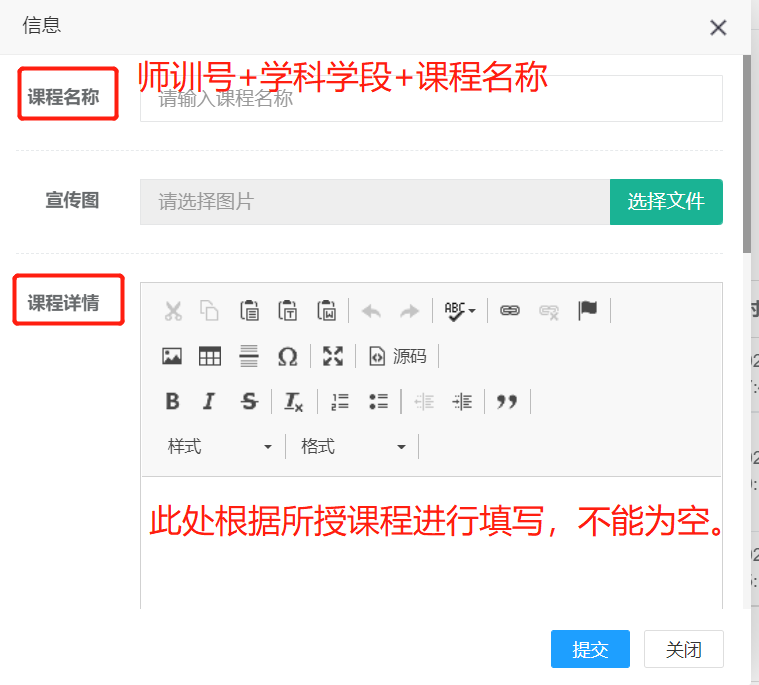 信息
师训号+学科学段+课程名称
课程名称
请输入课程名称
宣传图
请选择图片
选择文件
课程详情
ABC
源码
B I S Tx
样式
格式
此处根据所授课程进行填写，不能为空。
提交
关闭